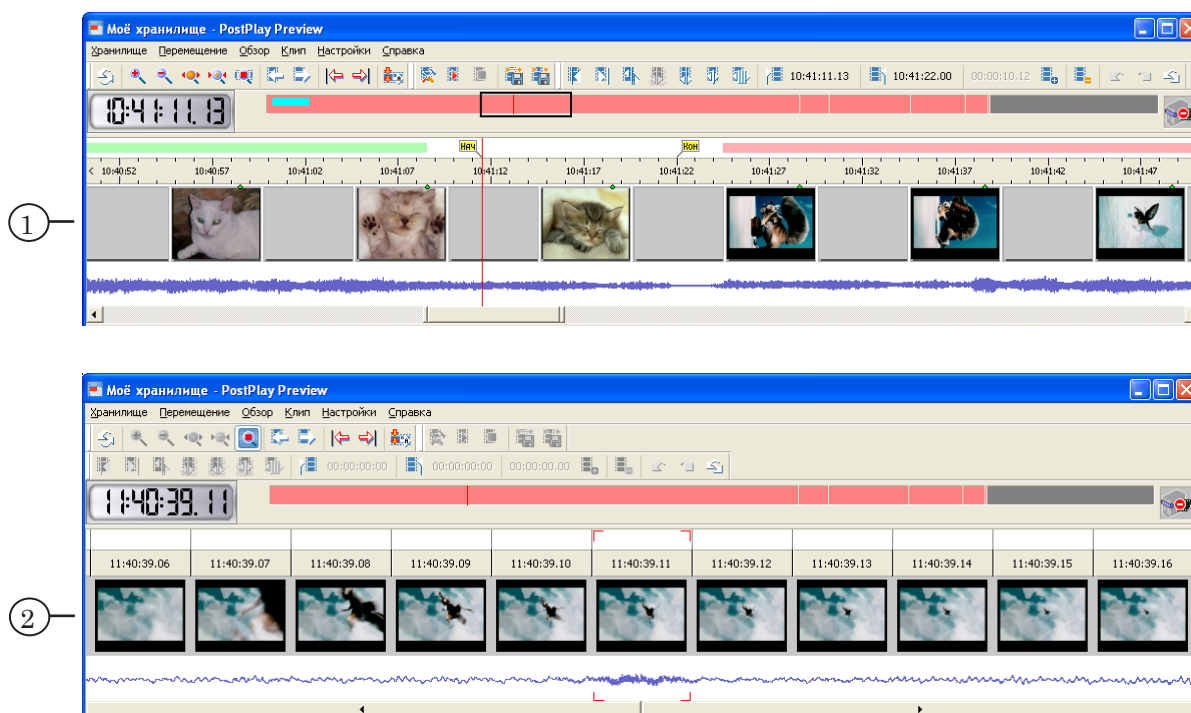 Моё хранилище - PostPlay Preview
Хранилище Перемещение Обзор Клип Настройки Справка
10:41:11.13 10:41:22.00 00:00:10.12
10:41:11.13
Нач Кон
10:40:52 10:40:57 10:41:02 10:41:07 10:41:12 10:41:17 10:41:22 10:41:27 10:41:32 10:41:37 10:41:42 10:41:47
1
Моё хранилище - PostPlay Preview
Хранилище Перемещение Обзор Клип Настройки Справка
00:00:00:00 00:00:00:00 00:00:00.00
11:40:39.11
11:40:39.06 11:40:39.07 11:40:39.08 11:40:39.09 11:40:39.10 11:40:39.11 11:40:39.12 11:40:39.13 11:40:39.14 11:40:39.15 11:40:39.16
2